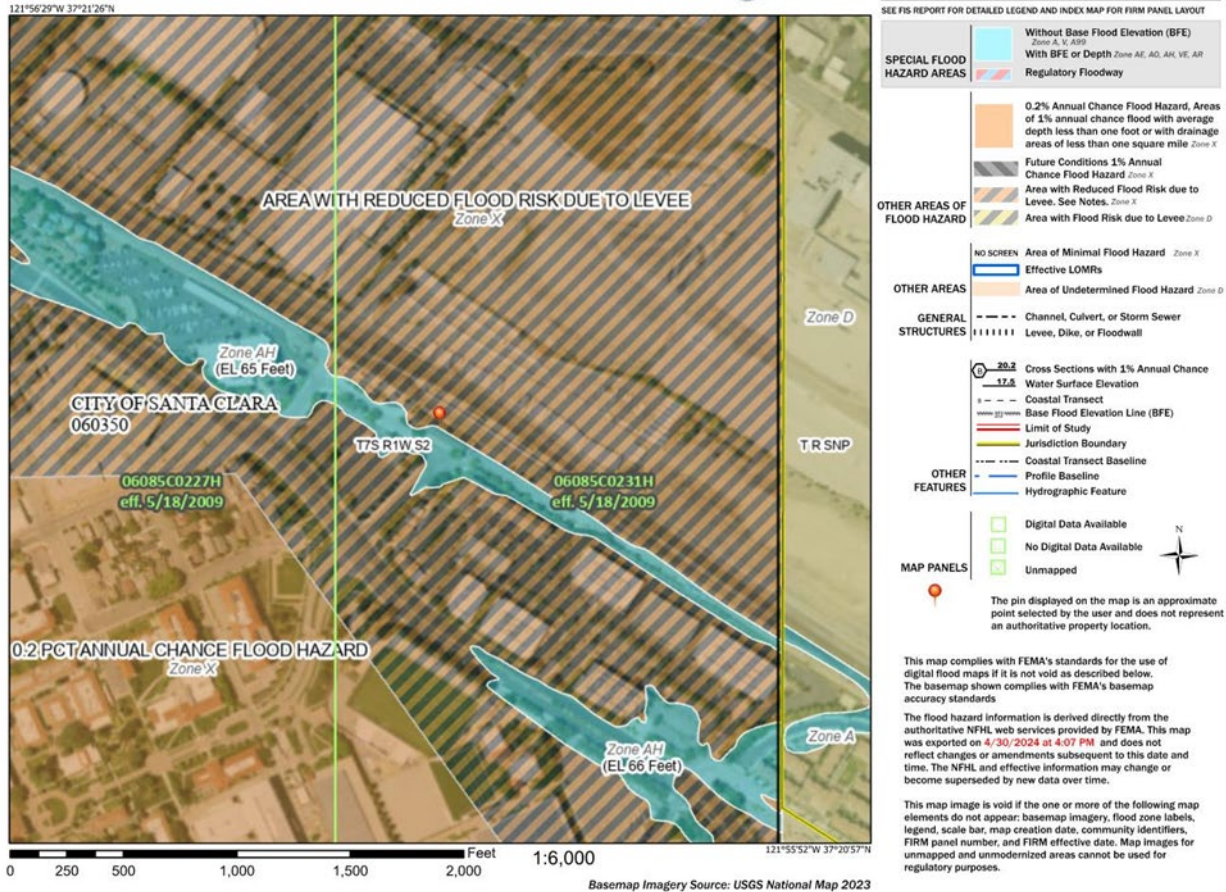 121°56'29"W 37°21'26"N
AREA WITH REDUCED FLOOD RISK DUE TO LEVEE
Zone X
Zone D
Zone AH
(EL 65 Feet)
CITY OF SANTA CLARA
060350
T7S R1W S2
T R SNP
06085C0227H
eff. 5/18/2009
06085C0231H
eff. 5/18/2009
0.2 PCT ANNUAL CHANCE FLOOD HAZARD
Zone X
Zone AH
(EL 66 Feet)
Zone A
0 250 500 1,000 1,500 2,000
Feet
1:6,000
121°55'52"W 37°20'57"N
Basemap Imagery Source: USGS National Map 2023
SEE FIS REPORT FOR DETAILED LEGEND AND INDEX MAP FOR FIRM PANEL LAYOUT
SPECIAL FLOOD
HAZARD AREAS
Without Base Flood Elevation (BFE)
Zone A, V, A99
With BFE or Depth Zone AE, AO, AH, VE, AR
Regulatory Floodway
OTHER AREAS OF
FLOOD HAZARD
0.2% Annual Chance Flood Hazard, Areas
of 1% annual chance flood with average
depth less than one foot or with drainage
areas of less than one square mile Zone X
Future Conditions 1% Annual
Chance Flood Hazard Zone X
Area with Reduced Flood Risk due to
Levee. See Notes. Zone X
Area with Flood Risk due to Levee Zone D
OTHER AREAS
NO SCREEN Area of Minimal Flood Hazard Zone X
Effective LOMRs
Area of Undetermined Flood Hazard Zone D
GENERAL
STRUCTURES
Channel, Culvert, or Storm Sewer
Levee, Dike, or Floodwall
OTHER
FEATURES
B 20.2 Cross Sections with 1% Annual Chance
17.5 Water Surface Elevation
8 Coastal Transect
Base Flood Elevation Line (BFE)
Limit of Study
Jurisdiction Boundary
Coastal Transect Baseline
Profile Baseline
Hydrographic Feature
MAP PANELS
Digital Data Available
No Digital Data Available
Unmapped
N
The pin displayed on the map is an approximate
point selected by the user and does not represent
an authoritative property location.
This map complies with FEMA's standards for the use of
digital flood maps if it is not void as described below.
The basemap shown complies with FEMA's basemap
accuracy standards
The flood hazard information is derived directly from the
authoritative NFHL web services provided by FEMA. This map
was exported on 4/30/2024 at 4:07 PM and does not
reflect changes or amendments subsequent to this date and
time. The NFHL and effective information may change or
become superseded by new data over time.
This map image is void if the one or more of the following map
elements do not appear: basemap imagery, flood zone labels,
legend, scale bar, map creation date, community identifiers,
FIRM panel number, and FIRM effective date. Map images for
unmapped and unmodernized areas cannot be used for
regulatory purposes.